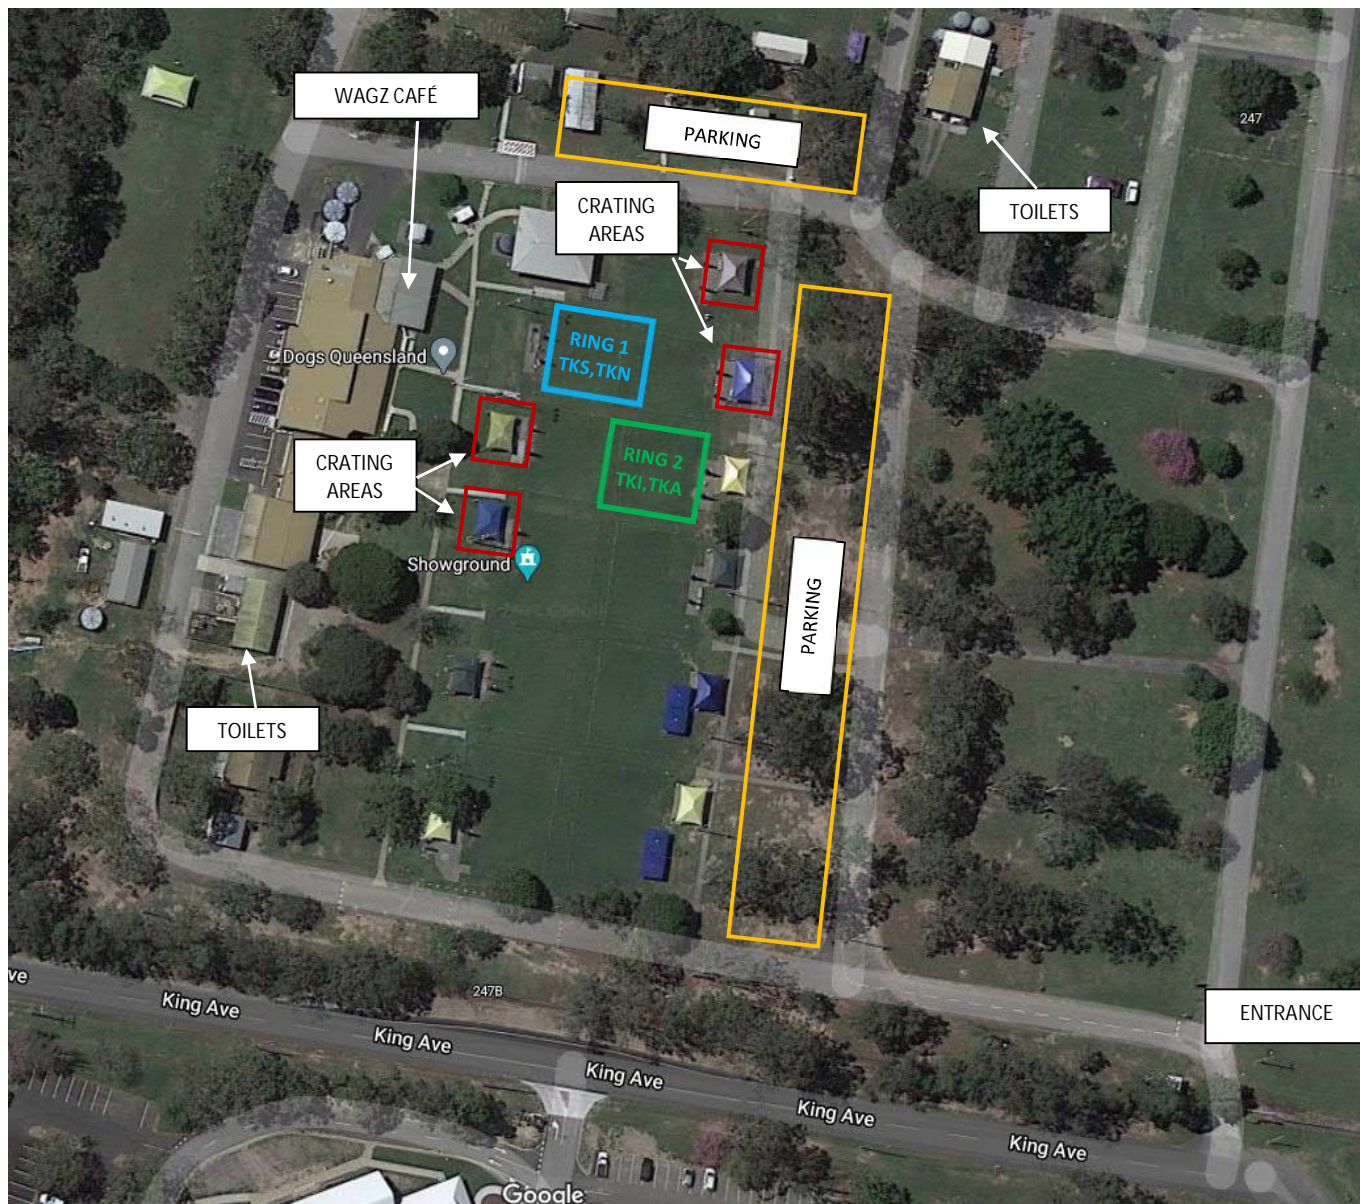 WAGZ CAFÉ
PARKING
247
CRATING
AREAS
TOILETS
RING 1
TKS,TKN
Dogs Queensland
RING 2
TKI,TKA
CRATING
AREAS
Showground
PARKING
TOILETS
ve
247B
King Ave
King Ave
King Ave
King Ave
King Ave
ENTRANCE
Google